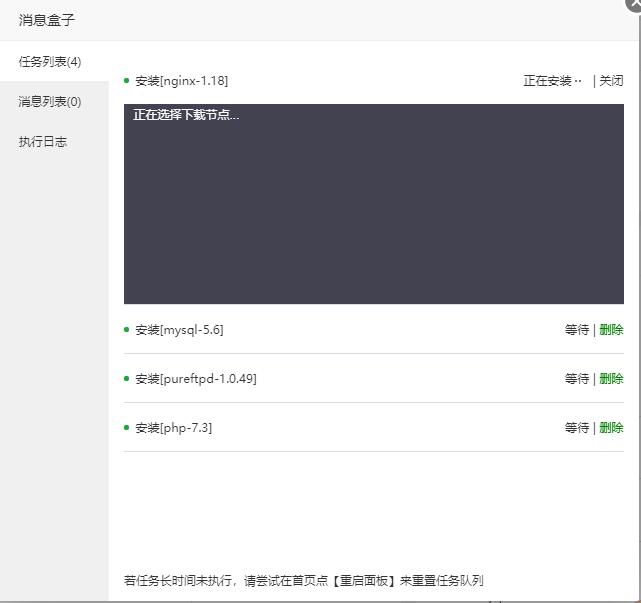 消息盒子
任务列表(4)
消息列表(0)
执行日志
安装[nginx-1.18] 正在安装·· | 关闭
正在选择下载节点...
安装[mysql-5.6] 等待 | 删除
安装[pureftpd-1.0.49] 等待 | 删除
安装[php-7.3] 等待 | 删除
若任务长时间未执行，请尝试在首页点【重启面板】来重置任务队列